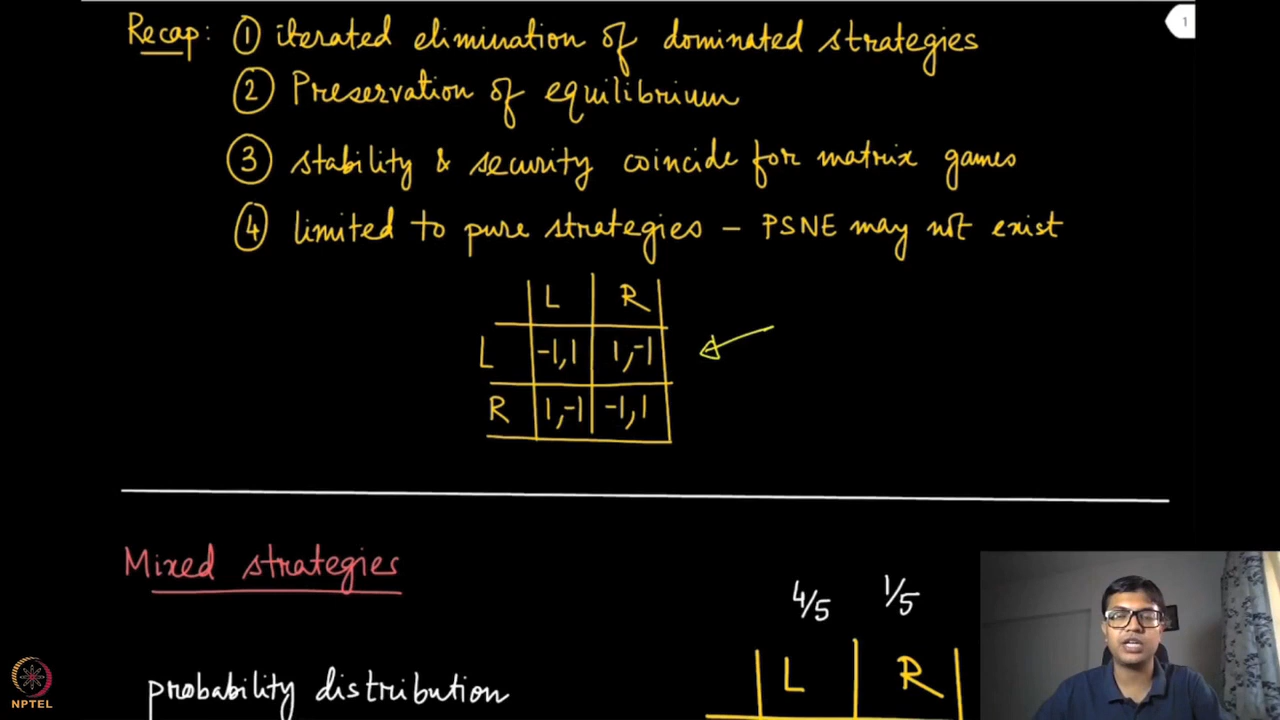 Recap: ① iterated elimination of dominated strategies
② Preservation of equilibrium
③ stability & security coincide for matrix games
④ limited to pure strategies – PSNE may not exist
L R
L -1,1 1,-1
R 1,-1 -1,1
Mixed strategies
4/5 1/5
L R
probability distribution
NPTEL
1